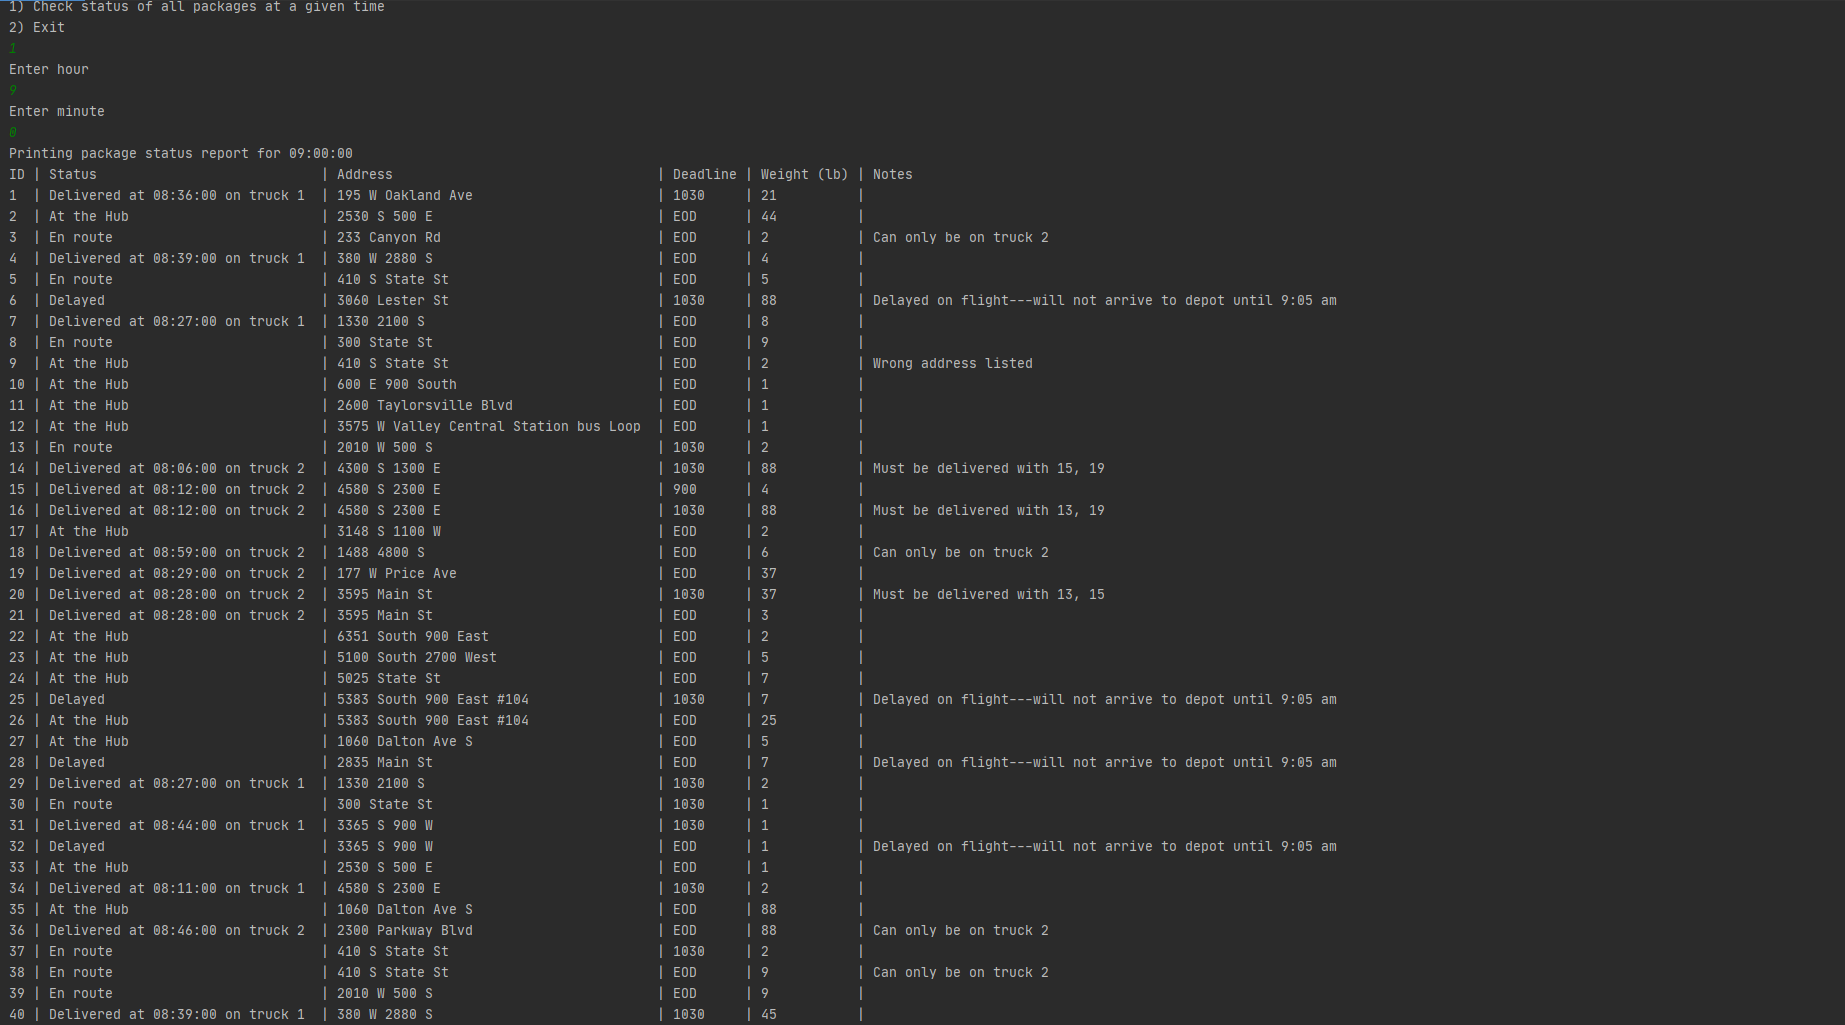 1) Check status of all packages at a given time
2) Exit
1
Enter hour
9
Enter minute
0
Printing package status report for 09:00:00
ID | Status                            | Address                                 | Deadline | Weight (lb) | Notes
1  | Delivered at 08:36:00 on truck 1  | 195 W Oakland Ave                       | 1030     | 21          |
2  | At the Hub                        | 2530 S 500 E                            | EOD      | 44          |
3  | En route                          | 233 Canyon Rd                           | EOD      | 2           | Can only be on truck 2
4  | Delivered at 08:39:00 on truck 1  | 380 W 2880 S                            | EOD      | 4           |
5  | En route                          | 410 S State St                          | EOD      | 5           |
6  | Delayed                           | 3060 Lester St                          | 1030     | 88          | Delayed on flight---will not arrive to depot until 9:05 am
7  | Delivered at 08:27:00 on truck 1  | 1330 2100 S                             | EOD      | 8           |
8  | En route                          | 300 State St                            | EOD      | 9           |
9  | At the Hub                        | 410 S State St                          | EOD      | 2           | Wrong address listed
10 | At the Hub                        | 600 E 900 South                         | EOD      | 1           |
11 | At the Hub                        | 2600 Taylorsville Blvd                  | EOD      | 1           |
12 | At the Hub                        | 3575 W Valley Central Station bus Loop  | EOD      | 1           |
13 | En route                          | 2010 W 500 S                            | 1030     | 2           |
14 | Delivered at 08:06:00 on truck 2  | 4300 S 1300 E                           | 1030     | 88          | Must be delivered with 15, 19
15 | Delivered at 08:12:00 on truck 2  | 4580 S 2300 E                           | 900      | 4           |
16 | Delivered at 08:12:00 on truck 2  | 4580 S 2300 E                           | 1030     | 88          | Must be delivered with 13, 19
17 | At the Hub                        | 3148 S 1100 W                           | EOD      | 2           |
18 | Delivered at 08:59:00 on truck 2  | 1488 4800 S                             | EOD      | 6           | Can only be on truck 2
19 | Delivered at 08:29:00 on truck 2  | 177 W Price Ave                         | EOD      | 37          |
20 | Delivered at 08:28:00 on truck 2  | 3595 Main St                            | 1030     | 37          | Must be delivered with 13, 15
21 | Delivered at 08:28:00 on truck 2  | 3595 Main St                            | EOD      | 3           |
22 | At the Hub                        | 6351 South 900 East                     | EOD      | 2           |
23 | At the Hub                        | 5100 South 2700 West                    | EOD      | 5           |
24 | At the Hub                        | 5025 State St                           | EOD      | 7           |
25 | Delayed                           | 5383 South 900 East #104                | 1030     | 7           | Delayed on flight---will not arrive to depot until 9:05 am
26 | At the Hub                        | 5383 South 900 East #104                | EOD      | 25          |
27 | At the Hub                        | 1060 Dalton Ave S                       | EOD      | 5           |
28 | Delayed                           | 2835 Main St                            | EOD      | 7           | Delayed on flight---will not arrive to depot until 9:05 am
29 | Delivered at 08:27:00 on truck 1  | 1330 2100 S                             | 1030     | 2           |
30 | En route                          | 300 State St                            | 1030     | 1           |
31 | Delivered at 08:44:00 on truck 1  | 3365 S 900 W                            | 1030     | 1           |
32 | Delayed                           | 3365 S 900 W                            | EOD      | 1           | Delayed on flight---will not arrive to depot until 9:05 am
33 | At the Hub                        | 2530 S 500 E                            | EOD      | 1           |
34 | Delivered at 08:11:00 on truck 1  | 4580 S 2300 E                           | 1030     | 2           |
35 | At the Hub                        | 1060 Dalton Ave S                       | EOD      | 88          |
36 | Delivered at 08:46:00 on truck 2  | 2300 Parkway Blvd                       | EOD      | 88          | Can only be on truck 2
37 | En route                          | 410 S State St                          | 1030     | 2           |
38 | En route                          | 410 S State St                          | EOD      | 9           | Can only be on truck 2
39 | En route                          | 2010 W 500 S                            | EOD      | 9           |
40 | Delivered at 08:39:00 on truck 1  | 380 W 2880 S                            | 1030     | 45          |